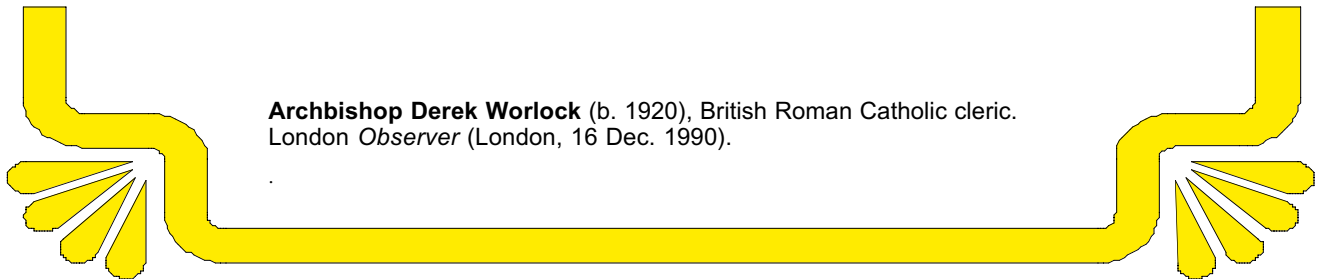 Archbishop Derek Worlock (b. 1920), British Roman Catholic cleric.
London Observer (London, 16 Dec. 1990).
.